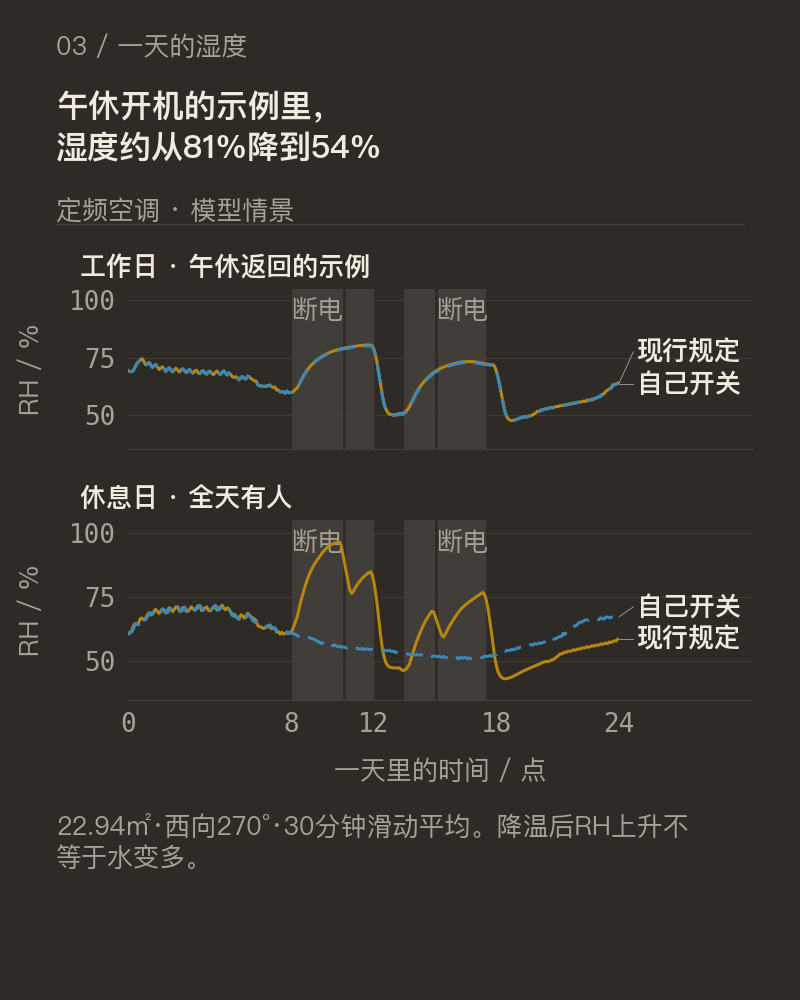 03 / 一天的湿度
午休开机的示例里，
湿度约从81%降到54%
定频空调 · 模型情景
工作日 · 午休返回的示例
100
75
50
RH / %
断电
断电
现行规定
自己开关
休息日 · 全天有人
100
75
50
RH / %
断电
断电
自己开关
现行规定
0 8 12 18 24
一天里的时间 / 点
22.94㎡·西向270°·30分钟滑动平均。降温后RH上升不
等于水变多。